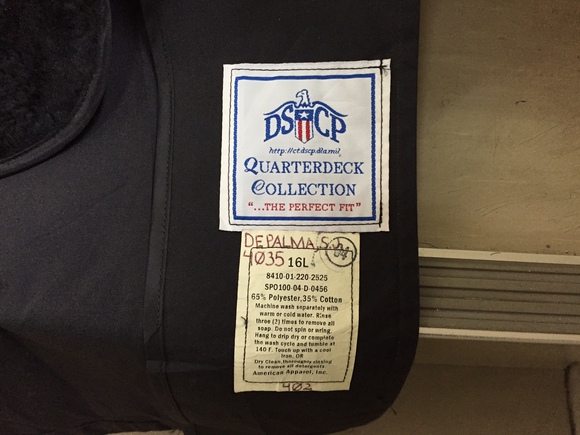 DSCP
http://ct.dscp.dla.mil
QUARTERDECK
COLLECTION
"...THE PERFECT FIT"
DEPALMA, S.J.
4035 16L 04
8410-01-220-2525
SPO100-04-D-0456
65% Polyester, 35% Cotton
Machine wash separately with
warm or cold water. Rinse
three (3) times to remove all
soap. Do not spin or wring.
Hang to drip dry or complete
the wash cycle and tumble at
140 F. Touch up with a cool
iron. OR
Dry Clean, thoroughly rinsing
to remove all detergents
American Apparel, Inc.
402